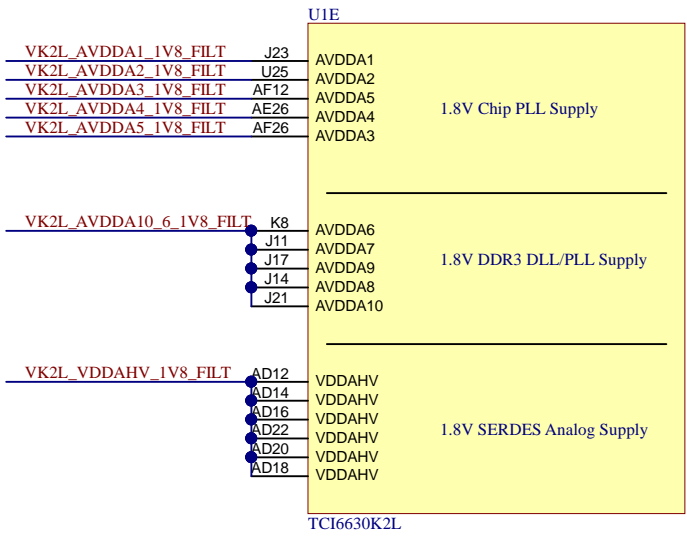 U1E
VK2L_AVDDA1_1V8_FILT J23 AVDDA1
VK2L_AVDDA2_1V8_FILT U25 AVDDA2
VK2L_AVDDA3_1V8_FILT AF12 AVDDA5
VK2L_AVDDA4_1V8_FILT AE26 AVDDA4 1.8V Chip PLL Supply
VK2L_AVDDA5_1V8_FILT AF26 AVDDA3
VK2L_AVDDA10_6_1V8_FILT K8 AVDDA6
J11 AVDDA7
J17 AVDDA9 1.8V DDR3 DLL/PLL Supply
J14 AVDDA8
J21 AVDDA10
VK2L_VDDAHV_1V8_FILT AD12 VDDAHV
AD14 VDDAHV
AD16 VDDAHV
AD22 VDDAHV 1.8V SERDES Analog Supply
AD20 VDDAHV
AD18 VDDAHV
TCI6630K2L